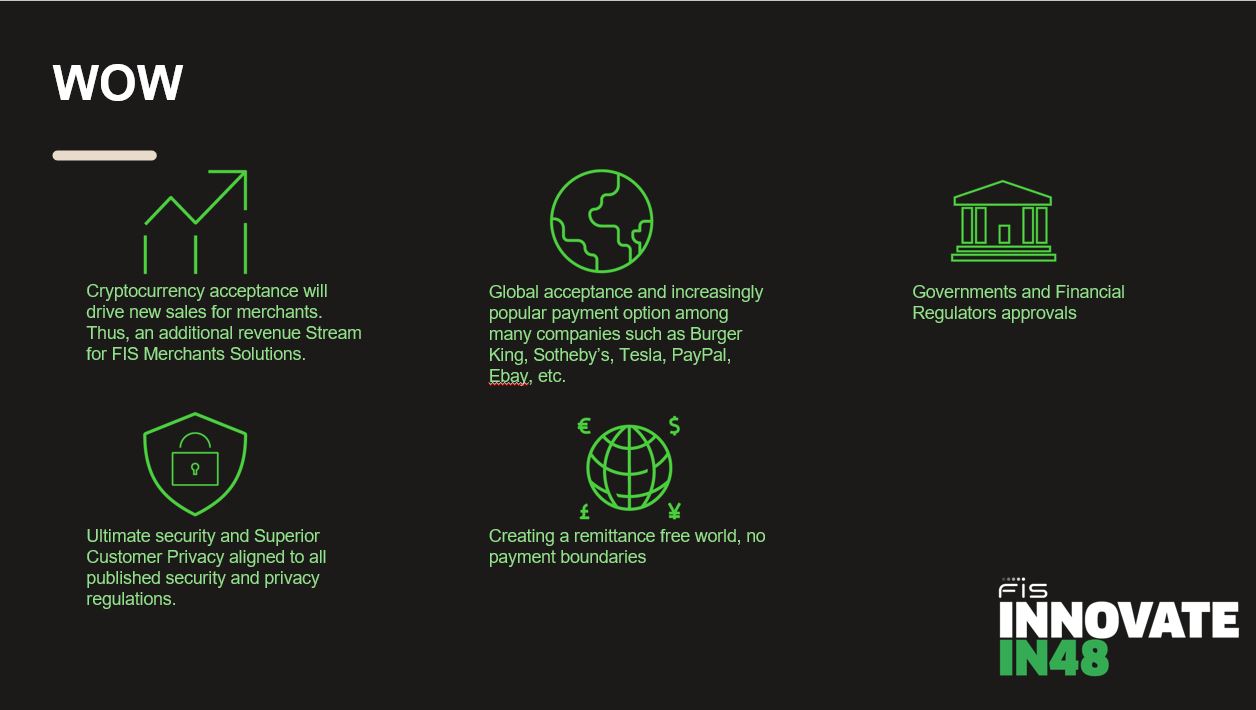 WOW
Cryptocurrency acceptance will
drive new sales for merchants.
Thus, an additional revenue Stream
for FIS Merchants Solutions.
Global acceptance and increasingly
popular payment option among
many companies such as Burger
King, Sotheby’s, Tesla, PayPal,
Ebay, etc.
Governments and Financial
Regulators approvals
Ultimate security and Superior
Customer Privacy aligned to all
published security and privacy
regulations.
€ $
£ ¥
Creating a remittance free world, no
payment boundaries
FIS
INNOVATE
IN48